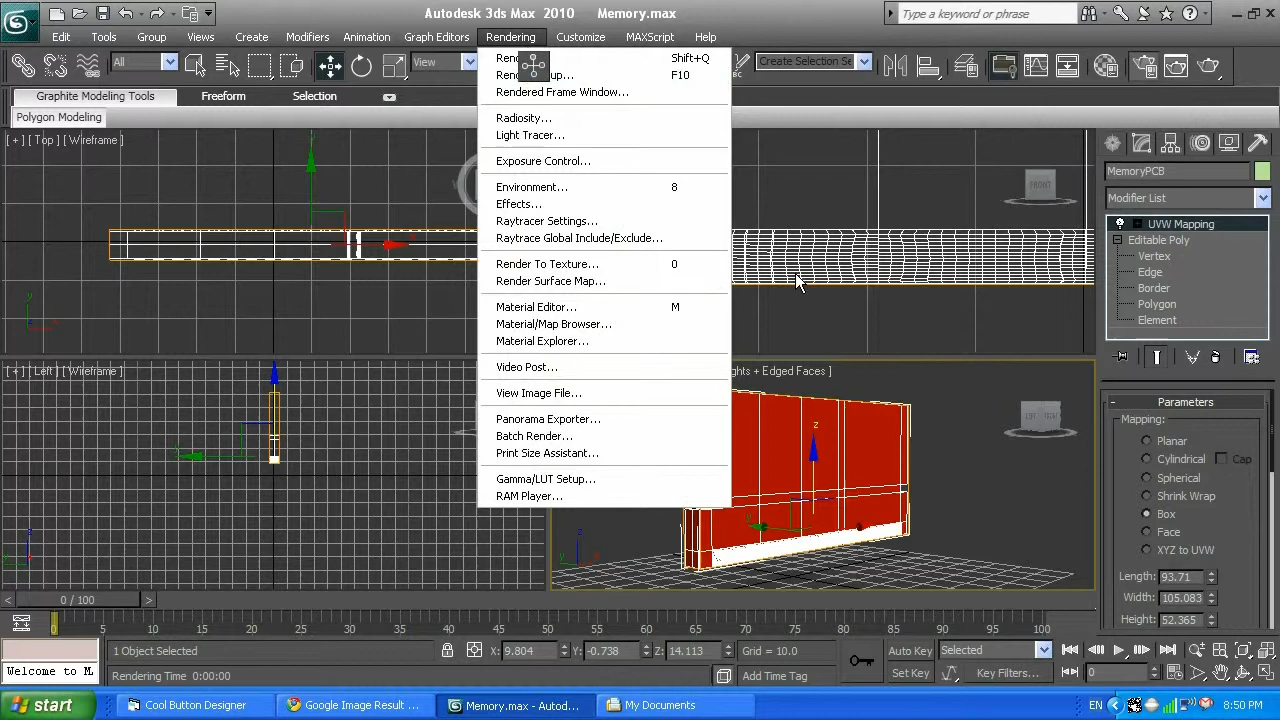 Autodesk 3ds Max 2010 Memory.max
Type a keyword or phrase
Edit Tools Group Views Create Modifiers Animation Graph Editors Rendering Customize MAXScript Help
All View Create Selection Se
Graphite Modeling Tools Freeform Selection
Polygon Modeling
[ + ] [ Top ] [ Wireframe ]
[ + ] [ Left ] [ Wireframe ]
ghts + Edged Faces ]
FRONT
Shift+Q
F10
Rendered Frame Window...
Radiosity...
Light Tracer...
Exposure Control...
Environment... 8
Effects...
Raytracer Settings...
Raytrace Global Include/Exclude...
Render To Texture... 0
Render Surface Map...
Material Editor... M
Material/Map Browser...
Material Explorer...
Video Post...
View Image File...
Panorama Exporter...
Batch Render...
Print Size Assistant...
Gamma/LUT Setup...
RAM Player...
MemoryPCB
Modifier List
UVW Mapping
Editable Poly
Vertex
Edge
Border
Polygon
Element
- Parameters
Mapping:
Planar
Cylindrical Cap
Spherical
Shrink Wrap
Box
Face
XYZ to UVW
Length: 93.71
Width: 105.083
Height: 52.365
< 0 / 100 >
0 5 10 15 20 25 30 35 40 45 50 55 60 65 70 75 80 85 90 95 100
1 Object Selected X: 9.804 Y: -0.738 Z: 14.113 Grid = 10.0 Auto Key Selected
Welcome to M. Rendering Time 0:00:00 Add Time Tag Set Key Key Filters... 0
start Cool Button Designer Google Image Result ... Memory.max - Autod... My Documents EN 8:50 PM